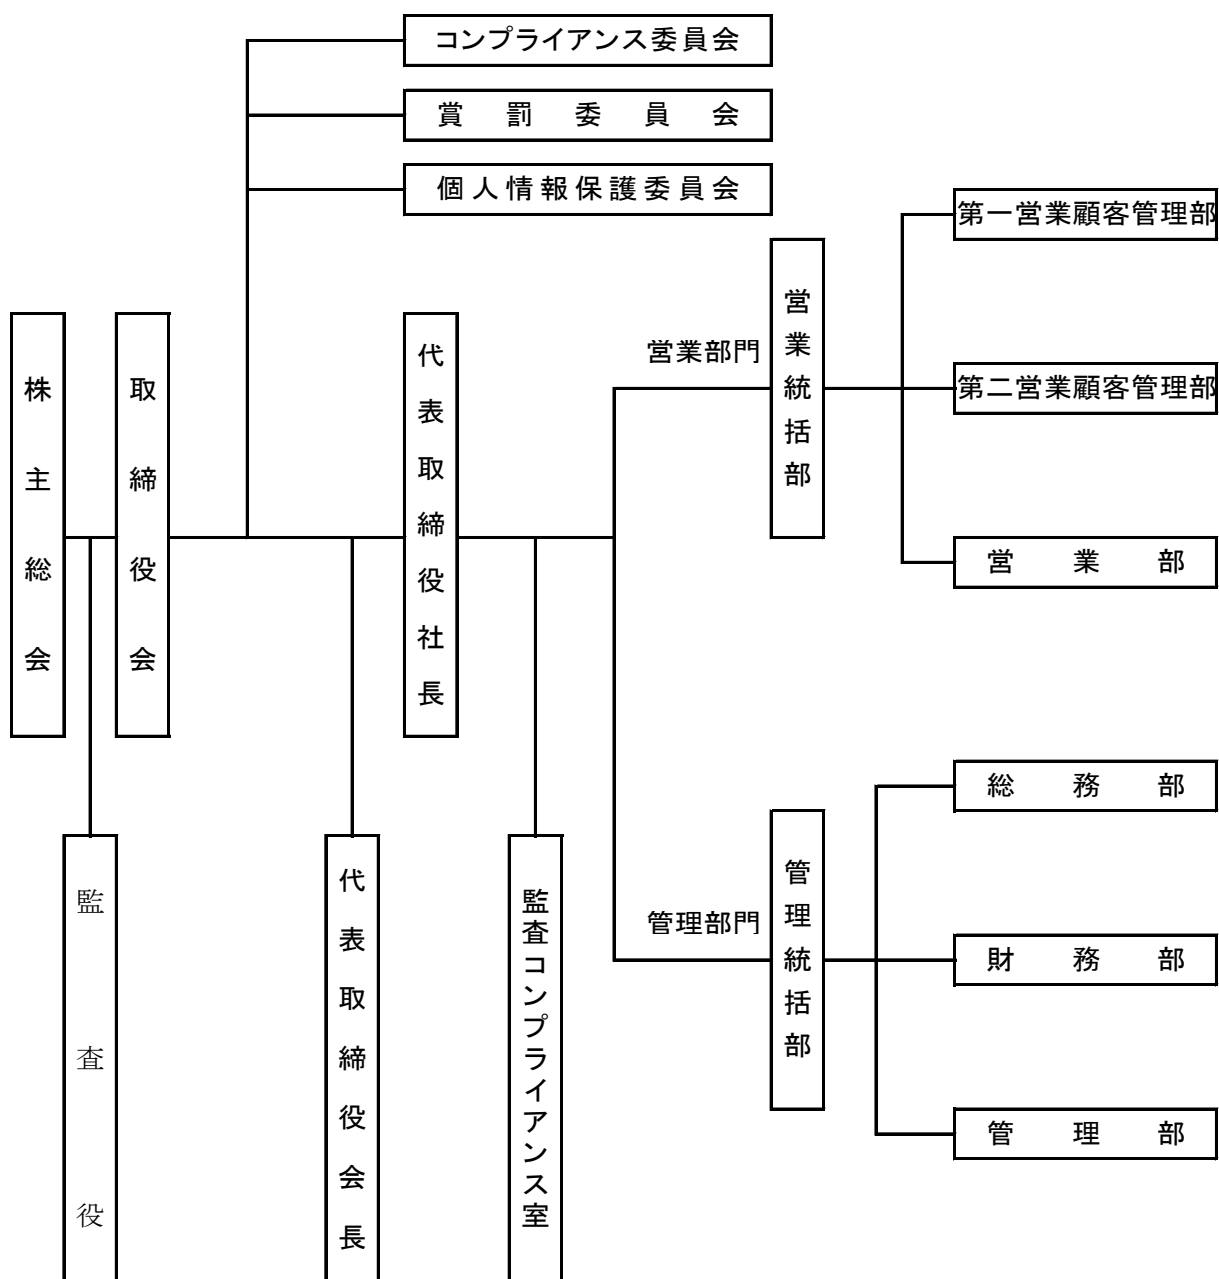 コンプライアンス委員会
賞罰委員会
個人情報保護委員会
株主総会
取締役会
代表取締役社長
営業部門
営業統括部
第一営業顧客管理部
第二営業顧客管理部
営業部
監査役
代表取締役会長
監査コンプライアンス室
管理部門
管理統括部
総務部
財務部
管理部